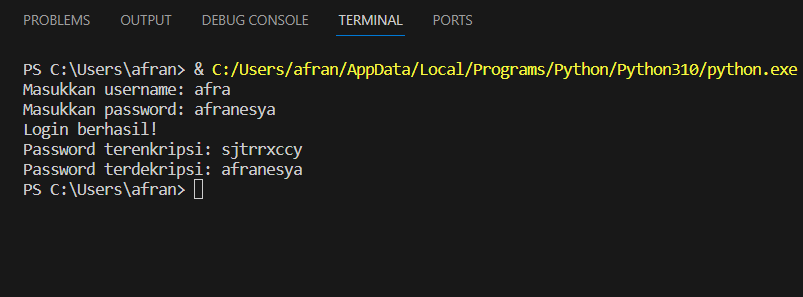 PROBLEMS OUTPUT DEBUG CONSOLE TERMINAL PORTS
PS C:\Users\afran> & C:/Users/afran/AppData/Local/Programs/Python/Python310/python.exe
Masukkan username: afra
Masukkan password: afranesya
Login berhasil!
Password terenkripsi: sjtrrxccy
Password terdekripsi: afranesya
PS C:\Users\afran>